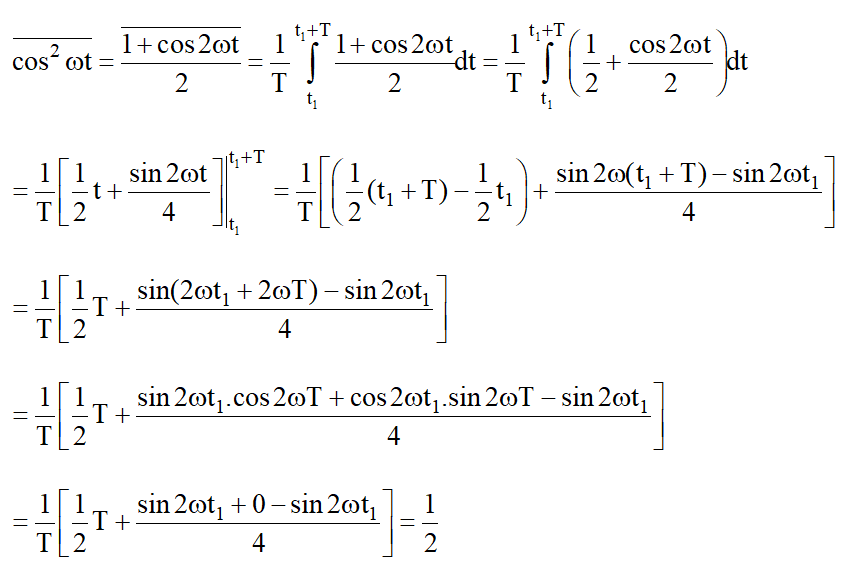 $\overline{\cos^2 \omega t} = \frac{\overline{1+\cos 2\omega t}}{2} = \frac{1}{T} \int_{t_1}^{t_1+T} \frac{1+\cos 2\omega t}{2} dt = \frac{1}{T} \int_{t_1}^{t_1+T} \left( \frac{1}{2} + \frac{\cos 2\omega t}{2} \right) dt$
$= \frac{1}{T} \left[ \frac{1}{2} t + \frac{\sin 2\omega t}{4} \right] \Big|_{t_1}^{t_1+T} = \frac{1}{T} \left[ \left( \frac{1}{2} (t_1 + T) - \frac{1}{2} t_1 \right) + \frac{\sin 2\omega (t_1 + T) - \sin 2\omega t_1}{4} \right]$
$= \frac{1}{T} \left[ \frac{1}{2} T + \frac{\sin(2\omega t_1 + 2\omega T) - \sin 2\omega t_1}{4} \right]$
$= \frac{1}{T} \left[ \frac{1}{2} T + \frac{\sin 2\omega t_1 . \cos 2\omega T + \cos 2\omega t_1 . \sin 2\omega T - \sin 2\omega t_1}{4} \right]$
$= \frac{1}{T} \left[ \frac{1}{2} T + \frac{\sin 2\omega t_1 + 0 - \sin 2\omega t_1}{4} \right] = \frac{1}{2}$